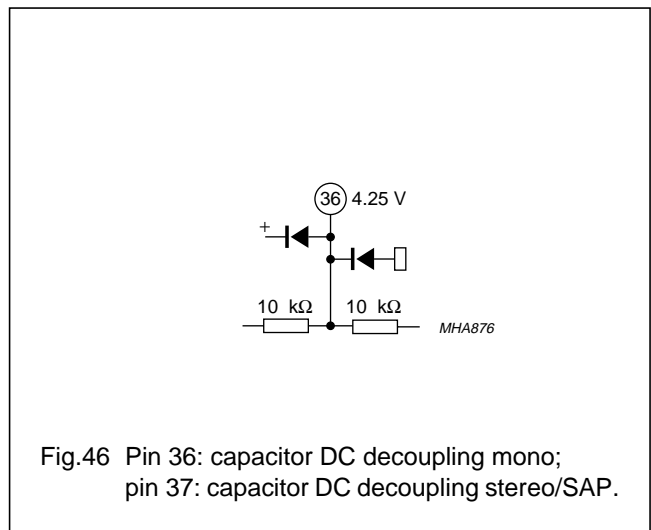 36 4.25 V
+
10 kΩ 10 kΩ
MHA876
Fig.46 Pin 36: capacitor DC decoupling mono;
pin 37: capacitor DC decoupling stereo/SAP.